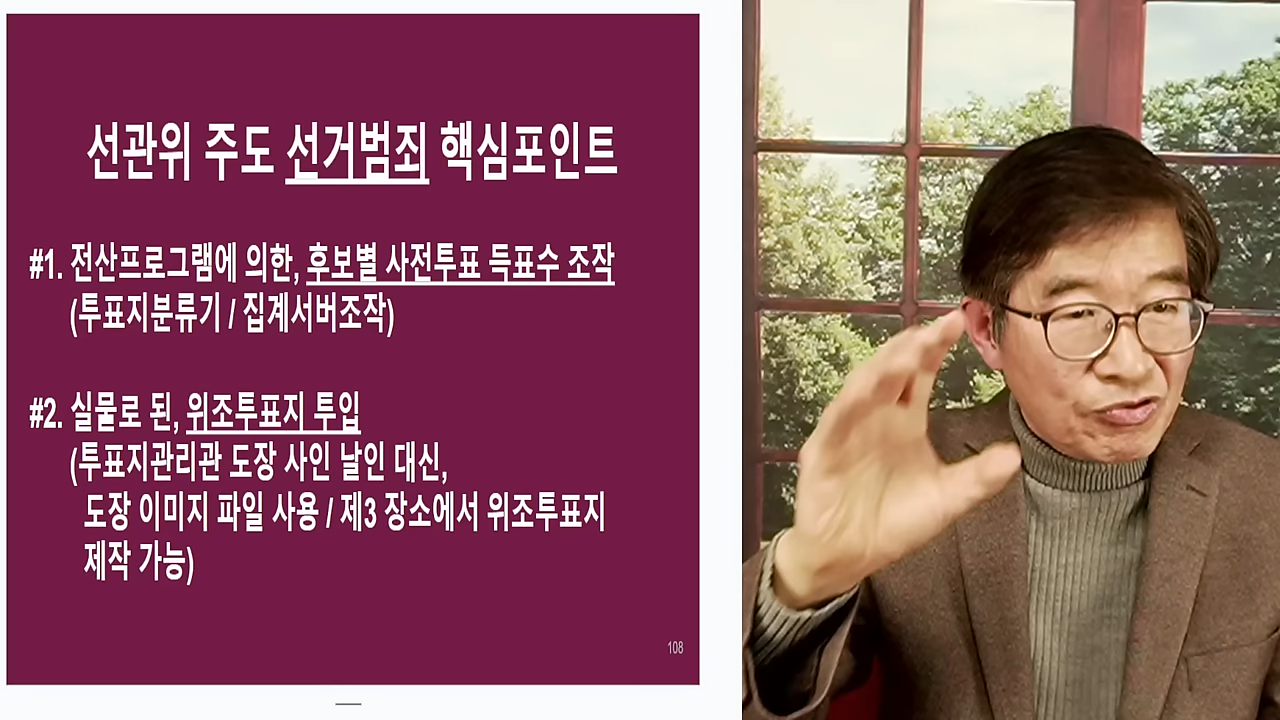 선관위 주도 선거범죄 핵심포인트
#1. 전산프로그램에 의한, 후보별 사전투표 득표수 조작
(투표지분류기 / 집계서버조작)
#2. 실물로 된, 위조투표지 투입
(투표지관리관 도장 사인 날인 대신,
도장 이미지 파일 사용 / 제3 장소에서 위조투표지
제작 가능)
108